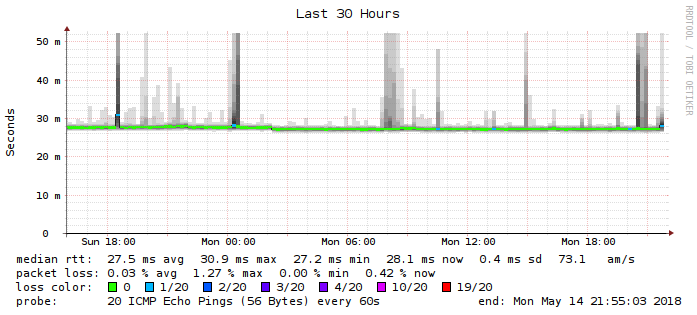 Last 30 Hours
RRDTOOL / TOBI OETIKER
Seconds
50 m
40 m
30 m
20 m
10 m
0
Sun 18:00 Mon 00:00 Mon 06:00 Mon 12:00 Mon 18:00
median rtt: 27.5 ms avg 30.9 ms max 27.2 ms min 28.1 ms now 0.4 ms sd 73.1 am/s
packet loss: 0.03 % avg 1.27 % max 0.00 % min 0.42 % now
loss color: 0 1/20 2/20 3/20 4/20 10/20 19/20
probe: 20 ICMP Echo Pings (56 Bytes) every 60s end: Mon May 14 21:55:03 2018